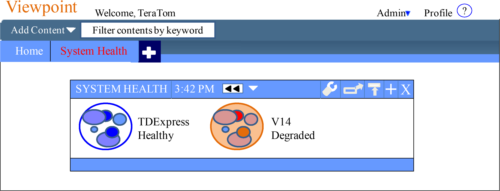 Viewpoint
Welcome, TeraTom Admin Profile ?
Add Content Filter contents by keyword
Home System Health +
SYSTEM HEALTH 3:42 PM + X
TDExpress V14
Healthy Degraded